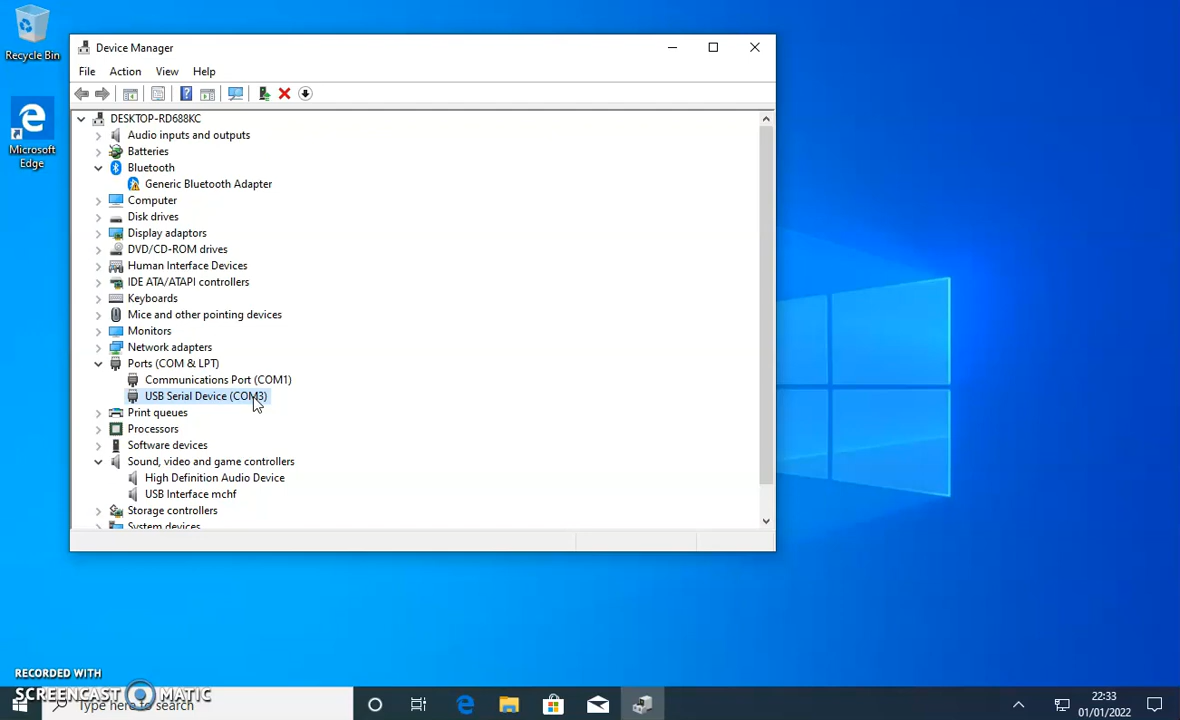 Recycle Bin
Microsoft
Edge
Device Manager
File Action View Help
DESKTOP-RD688KC
Audio inputs and outputs
Batteries
Bluetooth
Generic Bluetooth Adapter
Computer
Disk drives
Display adaptors
DVD/CD-ROM drives
Human Interface Devices
IDE ATA/ATAPI controllers
Keyboards
Mice and other pointing devices
Monitors
Network adapters
Ports (COM & LPT)
Communications Port (COM1)
USB Serial Device (COM3)
Print queues
Processors
Software devices
Sound, video and game controllers
High Definition Audio Device
USB Interface mchf
Storage controllers
System devices
RECORDED WITH
SCREENCAST MATIC
Type here to search
22:33
01/01/2022